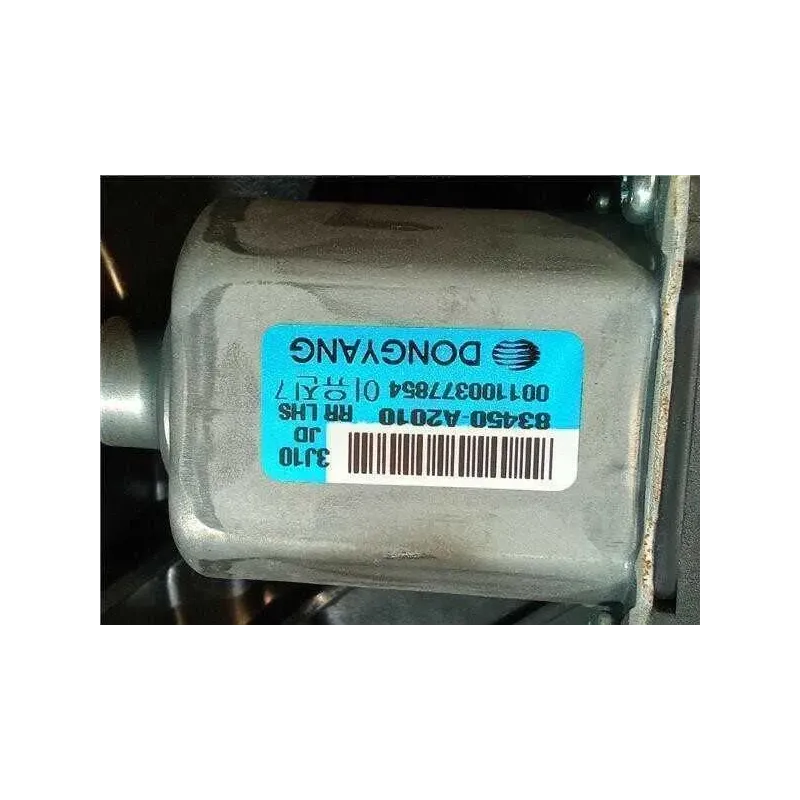 3J10
JD
83450-A2010 RR LHS
001100377854
DONGYANG